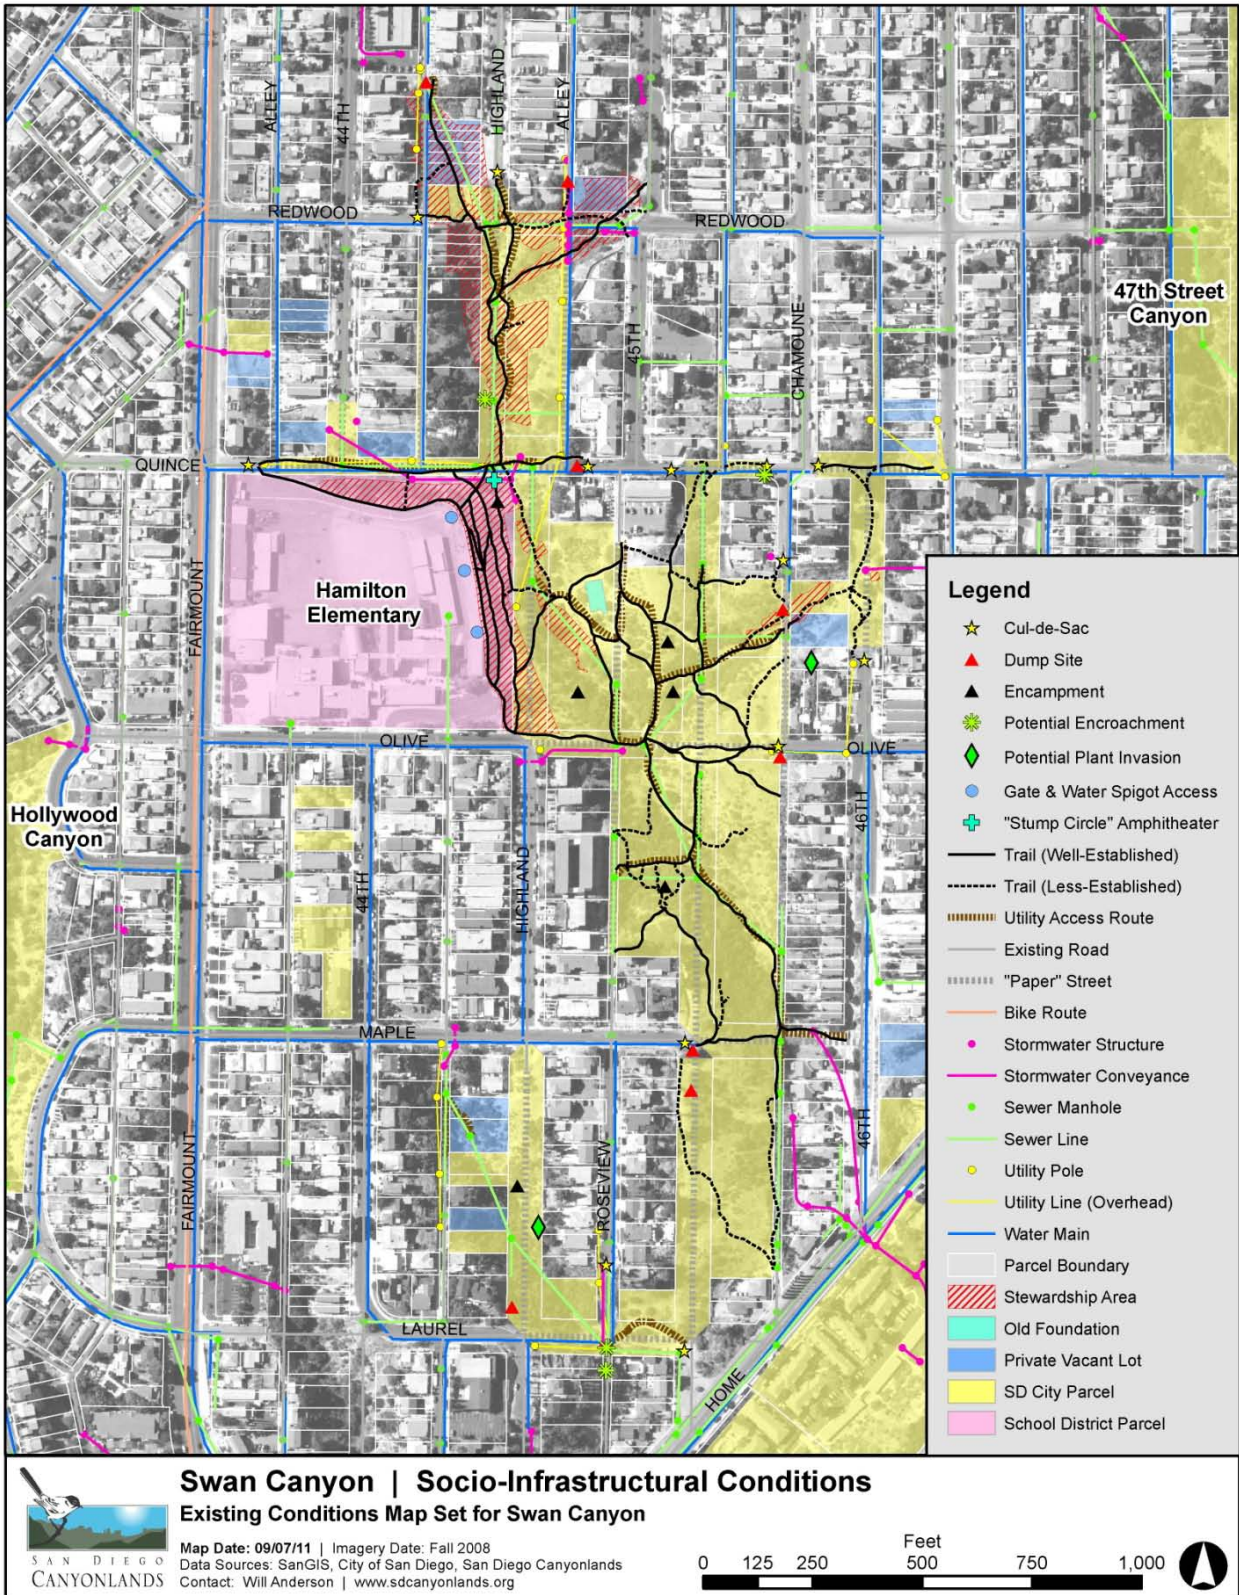 ALLEY
44TH
HIGHLAND
ALLEY
REDWOOD
REDWOOD
47th Street
Canyon
45TH
CHAMOUNE
QUINCE
FAIRMOUNT
Hamilton
Elementary
OLIVE
OLIVE
Hollywood
Canyon
44TH
HIGHLAND
46TH
MAPLE
46TH
FAIRMOUNT
ROSEVIEW
LAUREL
HOME
Legend
Cul-de-Sac
Dump Site
Encampment
Potential Encroachment
Potential Plant Invasion
Gate & Water Spigot Access
"Stump Circle" Amphitheater
Trail (Well-Established)
Trail (Less-Established)
Utility Access Route
Existing Road
"Paper" Street
Bike Route
Stormwater Structure
Stormwater Conveyance
Sewer Manhole
Sewer Line
Utility Pole
Utility Line (Overhead)
Water Main
Parcel Boundary
Stewardship Area
Old Foundation
Private Vacant Lot
SD City Parcel
School District Parcel
SAN DIEGO
CANYONLANDS
Swan Canyon | Socio-Infrastructural Conditions
Existing Conditions Map Set for Swan Canyon
Map Date: 09/07/11 | Imagery Date: Fall 2008
Data Sources: SanGIS, City of San Diego, San Diego Canyonlands
Contact: Will Anderson | www.sdcanyonlands.org
Feet
0 125 250 500 750 1,000